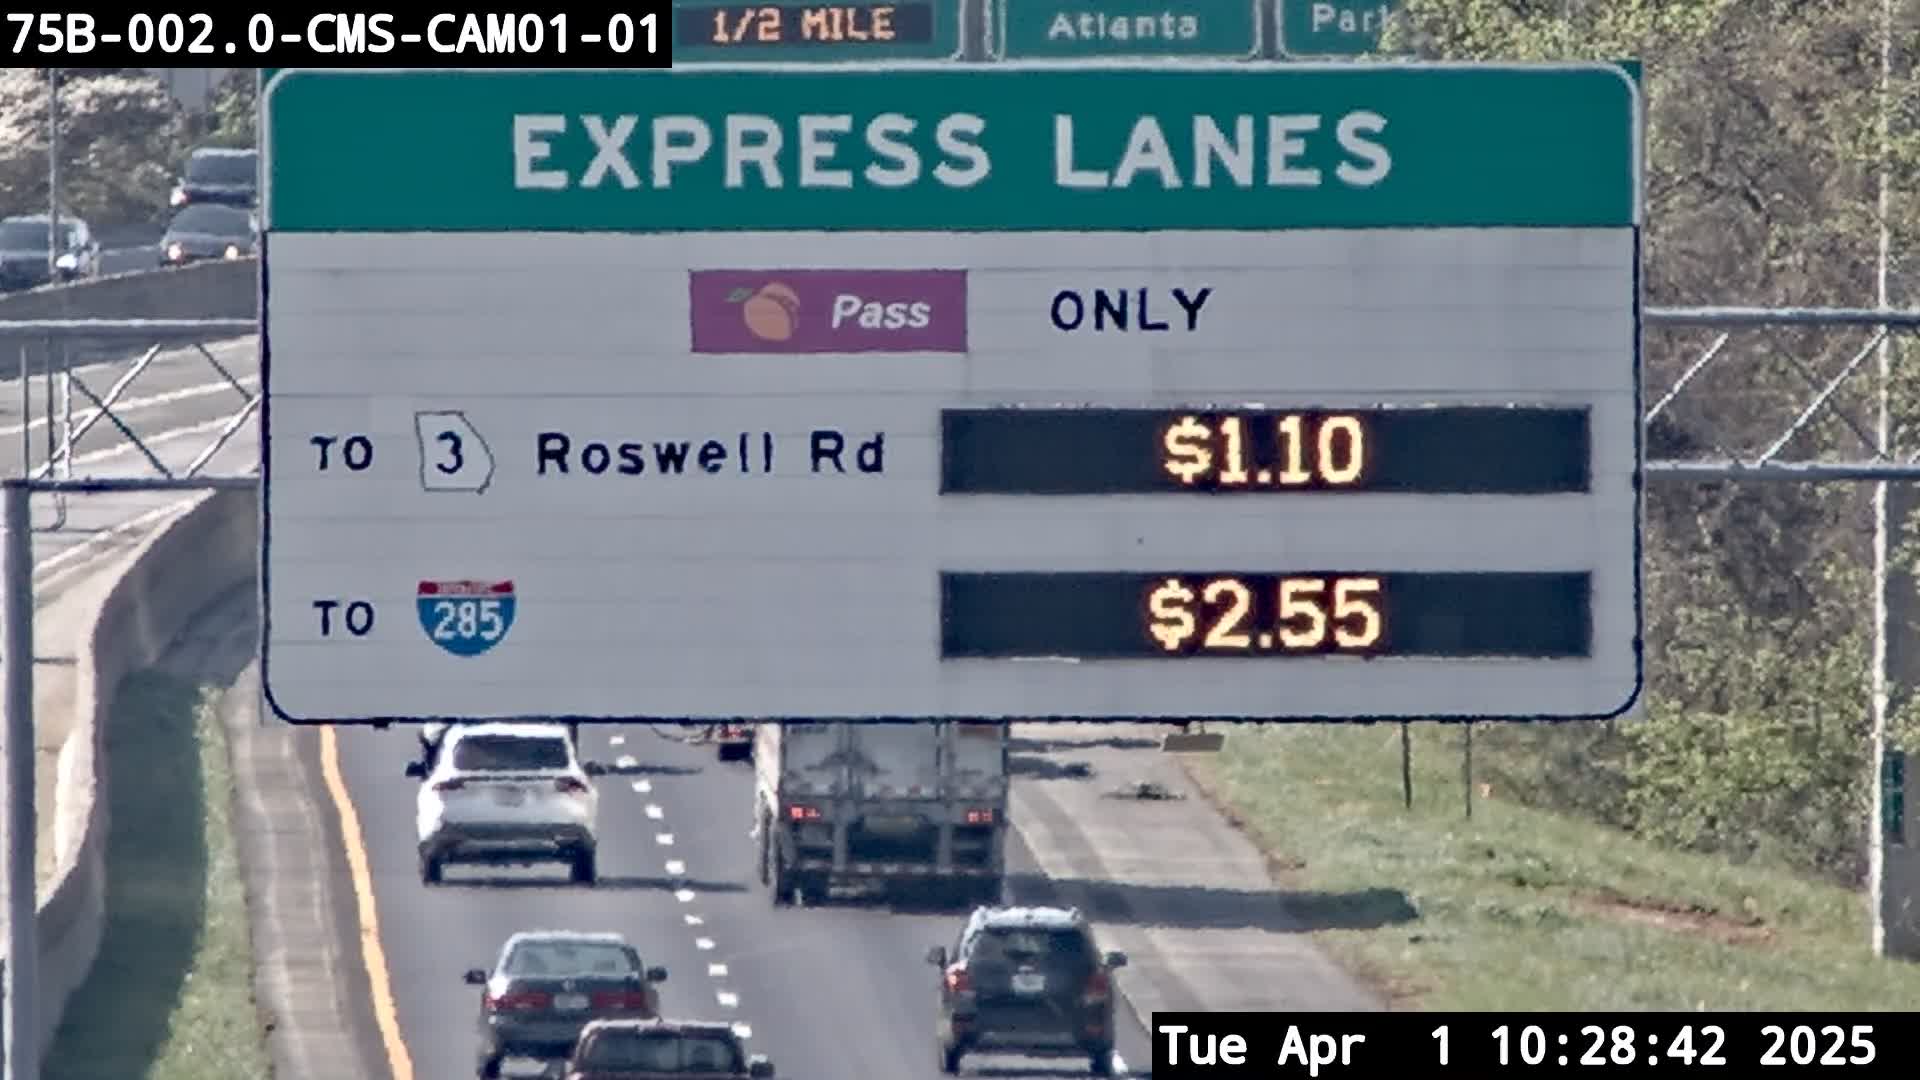 75B-002.0-CMS-CAM01-01
1/2 MILE
Atlanta
Park
EXPRESS LANES
Pass ONLY
TO 3 Roswell Rd $1.10
TO 285 $2.55
Tue Apr 1 10:28:42 2025